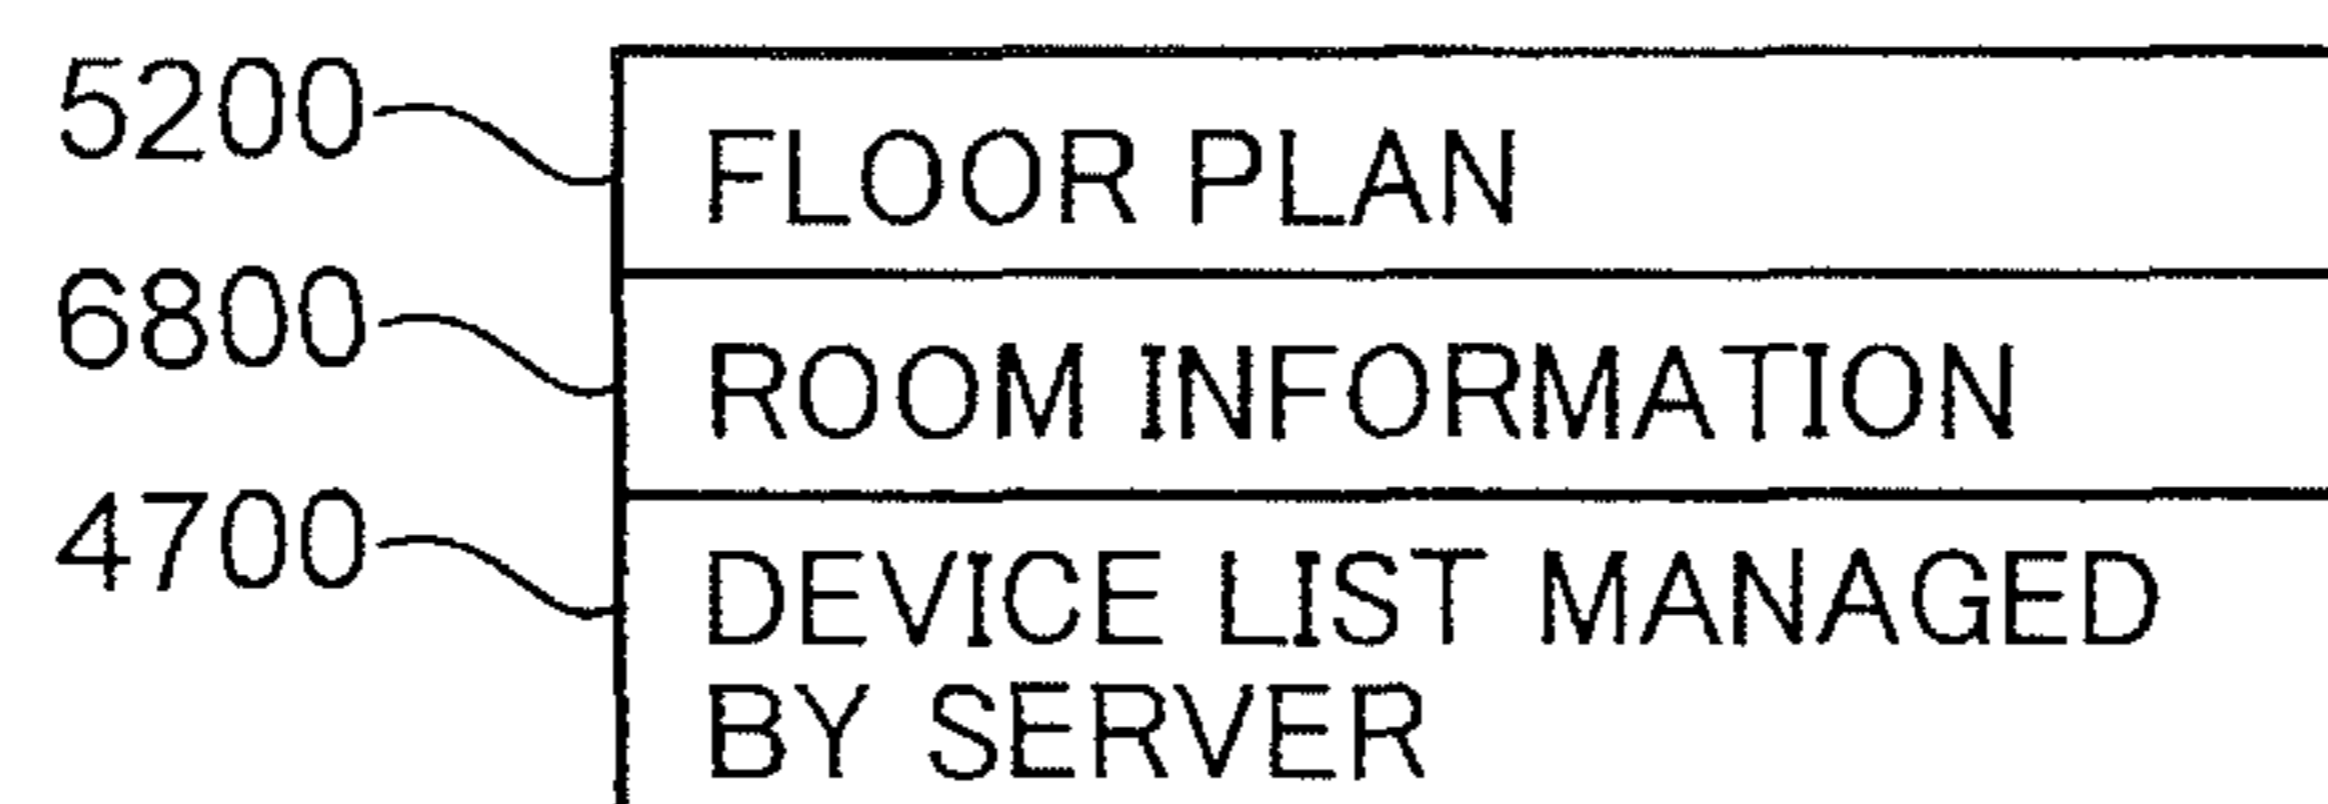 5200 FLOOR PLAN
6800 ROOM INFORMATION
4700 DEVICE LIST MANAGED
BY SERVER